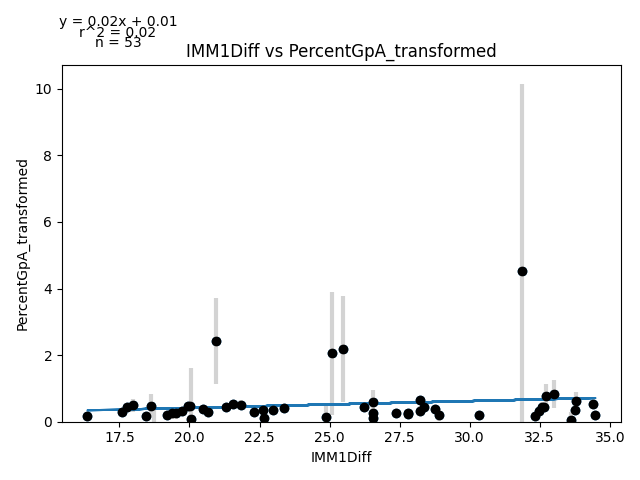 y = 0.02x + 0.01
r^2 = 0.02
n = 53
IMM1Diff vs PercentGpA_transformed
PercentGpA_transformed
10
8
6
4
2
0
17.5 20.0 22.5 25.0 27.5 30.0 32.5 35.0
IMM1Diff